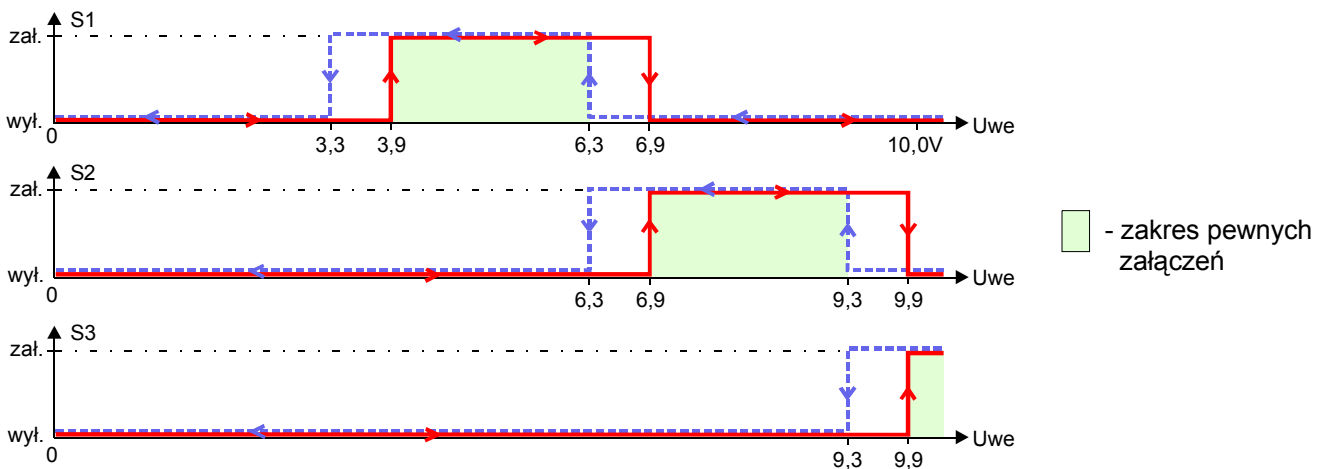 S1
zał.
wył.
0
3,3
3,9
6,3
6,9
10,0V
Uwe
S2
zał.
wył.
0
6,3
6,9
9,3
9,9
Uwe
- zakres pewnych
załączeń
S3
zał.
wył.
0
9,3
9,9
Uwe